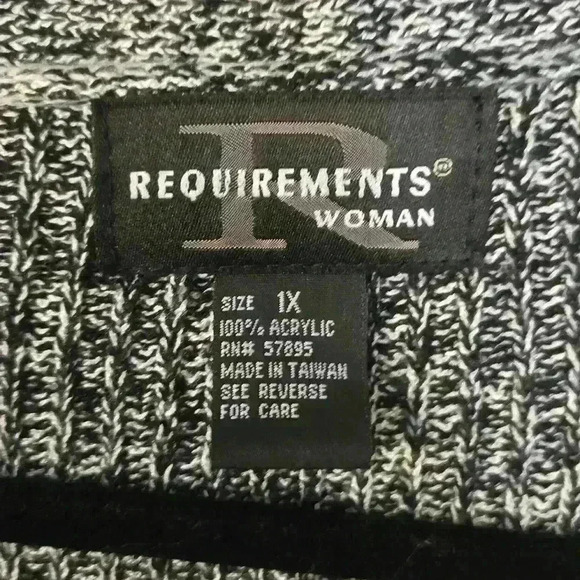 R
REQUIREMENTS®
WOMAN
SIZE 1X
100% ACRYLIC
RN# 57895
MADE IN TAIWAN
SEE REVERSE
FOR CARE